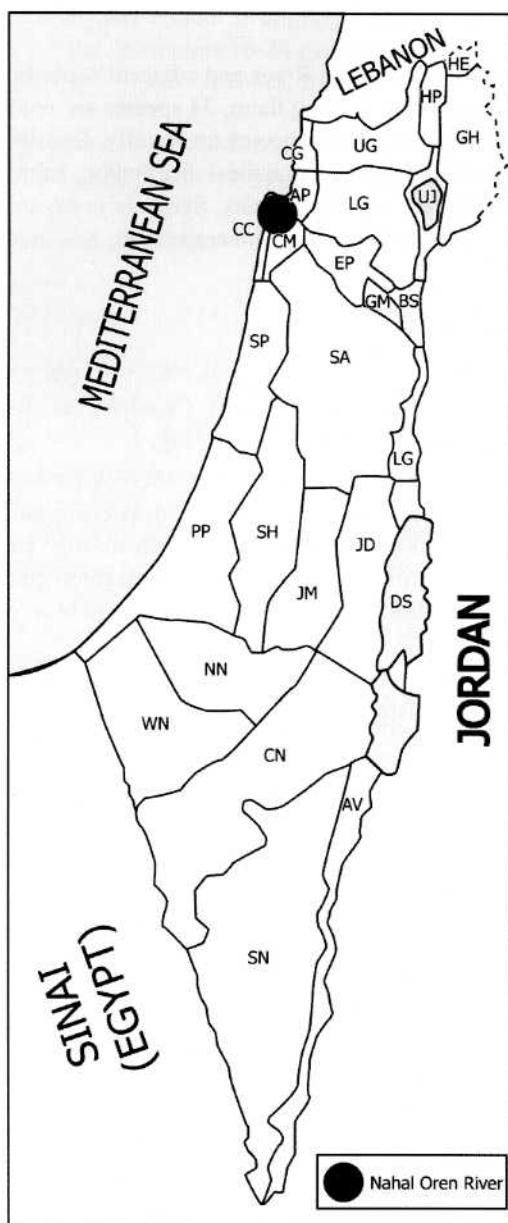 LEBANON
HE
HP
GH
UG
CG
AP
LG
UJ
CC
CM
EP
GM
BS
MEDITERRANEAN SEA
SP
SA
LG
PP
SH
JM
JD
DS
JORDAN
NN
WN
CN
AV
SN
SINAI
(EGYPT)
Nahal Oren River